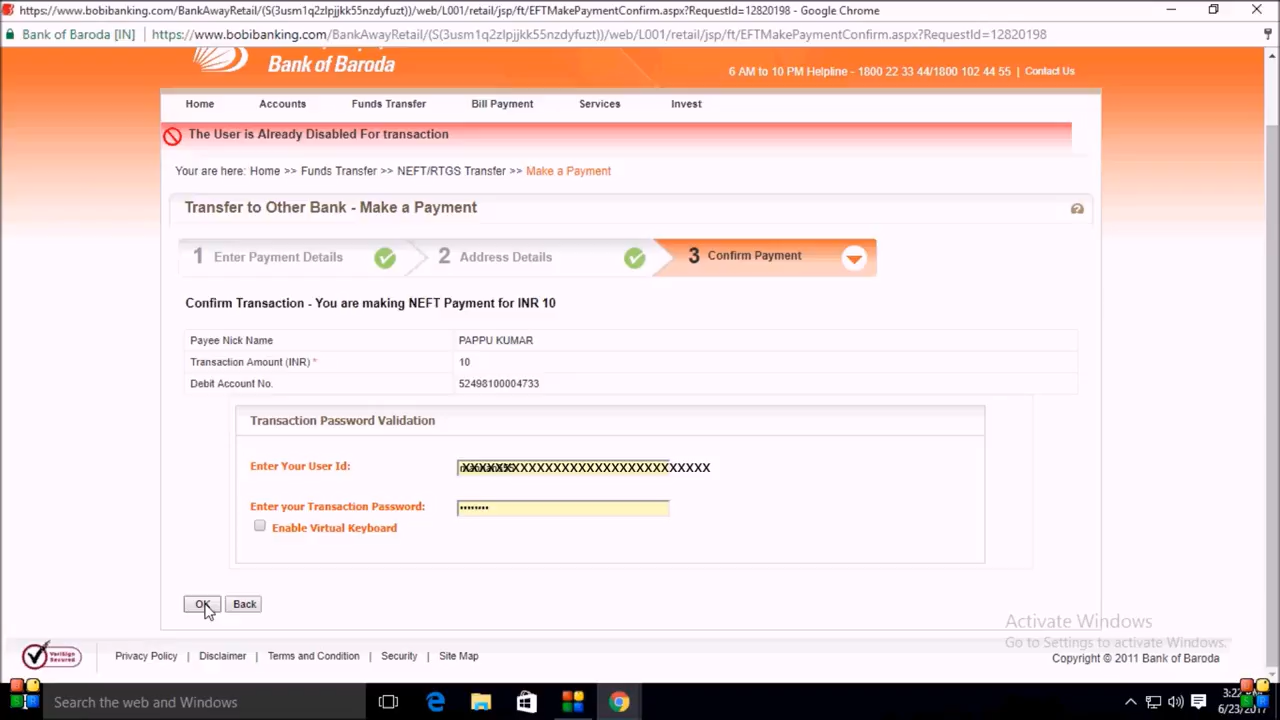 https://www.bobibanking.com/BankAwayRetail/(S(3usm1q2zlpjjkk55nzdyfuzt))/web/L001/retail/jsp/ft/EFTMakePaymentConfirm.aspx?RequestId=12820198 - Google Chrome
Bank of Baroda [IN] https://www.bobibanking.com/BankAwayRetail/(S(3usm1q2zlpjjkk55nzdyfuzt))/web/L001/retail/jsp/ft/EFTMakePaymentConfirm.aspx?RequestId=12820198
Bank of Baroda
6 AM to 10 PM Helpline - 1800 22 33 44/1800 102 44 55 | Contact Us
Home Accounts Funds Transfer Bill Payment Services Invest
The User is Already Disabled For transaction
Your are here: Home >> Funds Transfer >> NEFT/RTGS Transfer >> Make a Payment
Transfer to Other Bank - Make a Payment
1 Enter Payment Details 2 Address Details 3 Confirm Payment
Confirm Transaction - You are making NEFT Payment for INR 10
Payee Nick Name PAPPU KUMAR
Transaction Amount (INR) * 10
Debit Account No. 52498100004733
Transaction Password Validation
Enter Your User Id:
Enter your Transaction Password: ••••••••
Enable Virtual Keyboard
OK Back
Activate Windows
Go to Settings to activate Windows.
VeriSign Secured
Privacy Policy | Disclaimer | Terms and Condition | Security | Site Map
Copyright © 2011 Bank of Baroda
Search the web and Windows